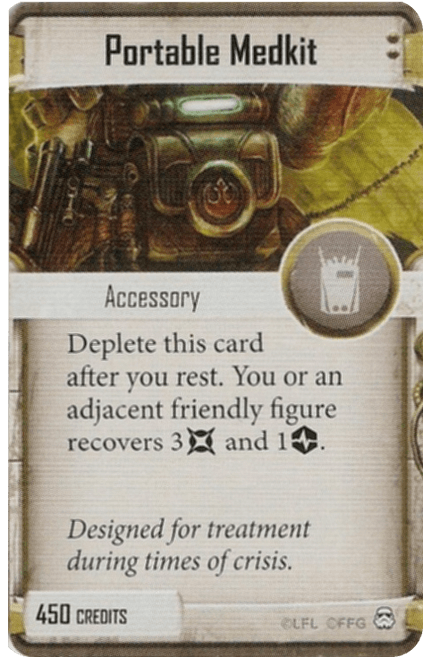 Portable Medkit
Accessory
Deplete this card
after you rest. You or an
adjacent friendly figure
recovers 3 and 1.
Designed for treatment
during times of crisis.
450 CREDITS
©LFL ©FFG